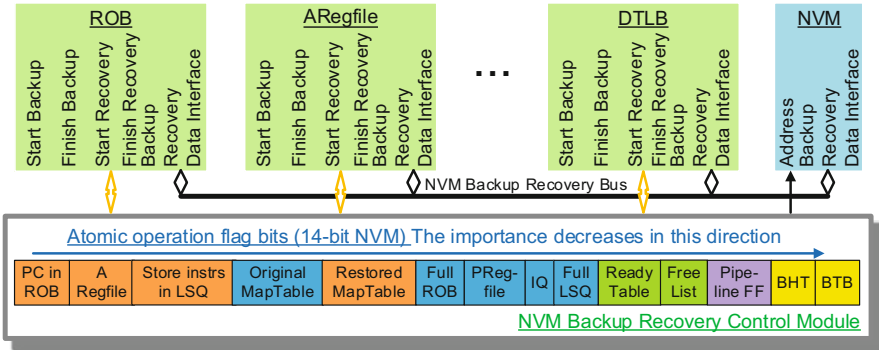 ROB
Start Backup
Finish Backup
Start Recovery
Finish Recovery
Backup
Recovery
Data Interface
ARegfile
Start Backup
Finish Backup
Start Recovery
Finish Recovery
Backup
Recovery
Data Interface
...
DTLB
Start Backup
Finish Backup
Start Recovery
Finish Recovery
Backup
Recovery
Data Interface
NVM
Address
Backup
Recovery
Data Interface
NVM Backup Recovery Bus
Atomic operation flag bits (14-bit NVM) The importance decreases in this direction
PC in
ROB
A
Regfile
Store instrs
in LSQ
Original
MapTable
Restored
MapTable
Full
ROB
PReg-
file
IQ
Full
LSQ
Ready
Table
Free
List
Pipe-
line FF
BHT
BTB
NVM Backup Recovery Control Module